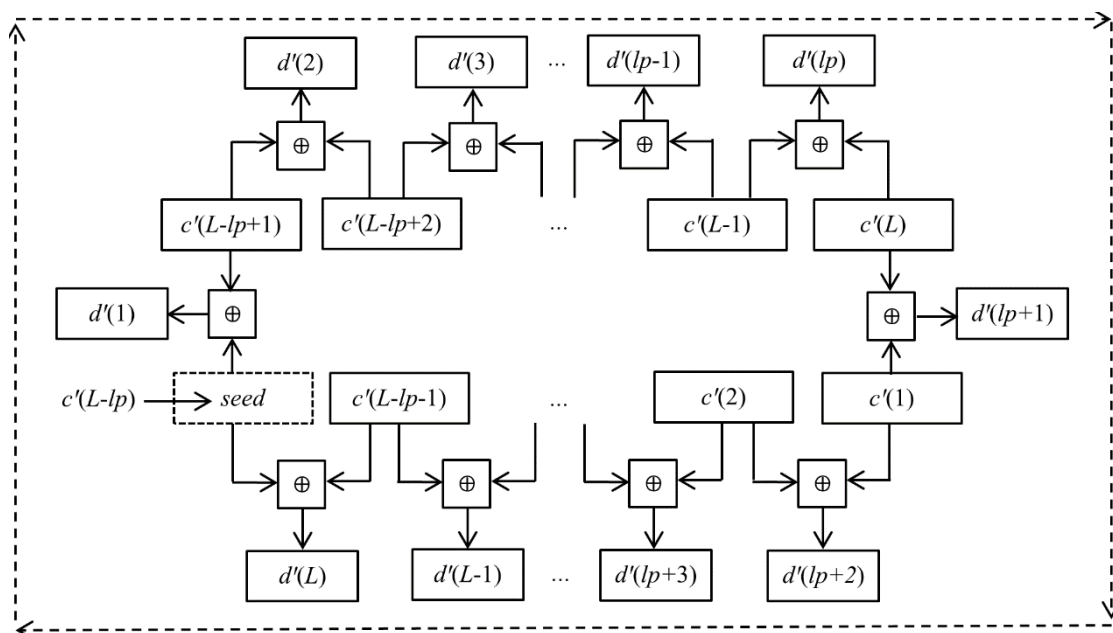 d'(2) d'(3) ... d'(lp-1) d'(lp)
⊕ ⊕ ⊕ ⊕
c'(L-lp+1) c'(L-lp+2) ... c'(L-1) c'(L)
d'(1) ⊕ ⊕ d'(lp+1)
c'(L-lp) seed c'(L-lp-1) ... c'(2) c'(1)
⊕ ⊕ ⊕ ⊕
d'(L) d'(L-1) ... d'(lp+3) d'(lp+2)